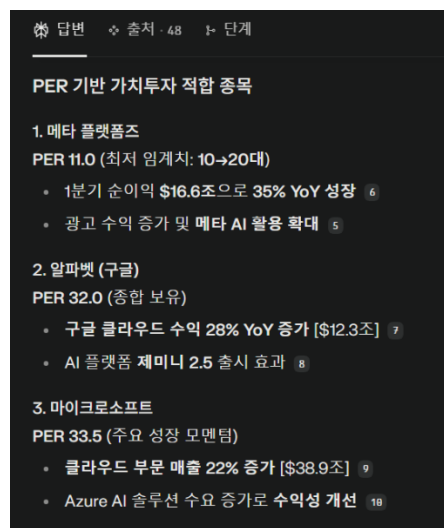 답변 출처 · 48 단계
PER 기반 가치투자 적합 종목
1. 메타 플랫폼즈
PER 11.0 (최저 임계치: 10→20대)
• 1분기 순이익 $16.6조으로 35% YoY 성장 6
• 광고 수익 증가 및 메타 AI 활용 확대 5
2. 알파벳 (구글)
PER 32.0 (종합 보유)
• 구글 클라우드 수익 28% YoY 증가 [$12.3조] 7
• AI 플랫폼 제미니 2.5 출시 효과 8
3. 마이크로소프트
PER 33.5 (주요 성장 모멘텀)
• 클라우드 부문 매출 22% 증가 [$38.9조] 9
• Azure AI 솔루션 수요 증가로 수익성 개선 10